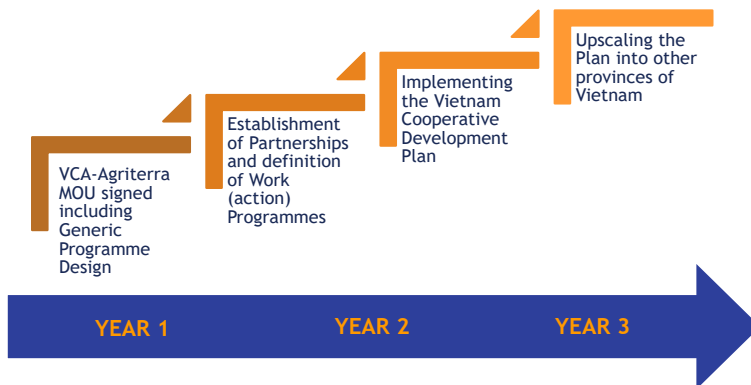 VCA-Agriterra
MOU signed
including
Generic
Programme
Design
Establishment
of Partnerships
and definition
of Work
(action)
Programmes
Implementing
the Vietnam
Cooperative
Development
Plan
Upscaling the
Plan into other
provinces of
Vietnam
YEAR 1
YEAR 2
YEAR 3